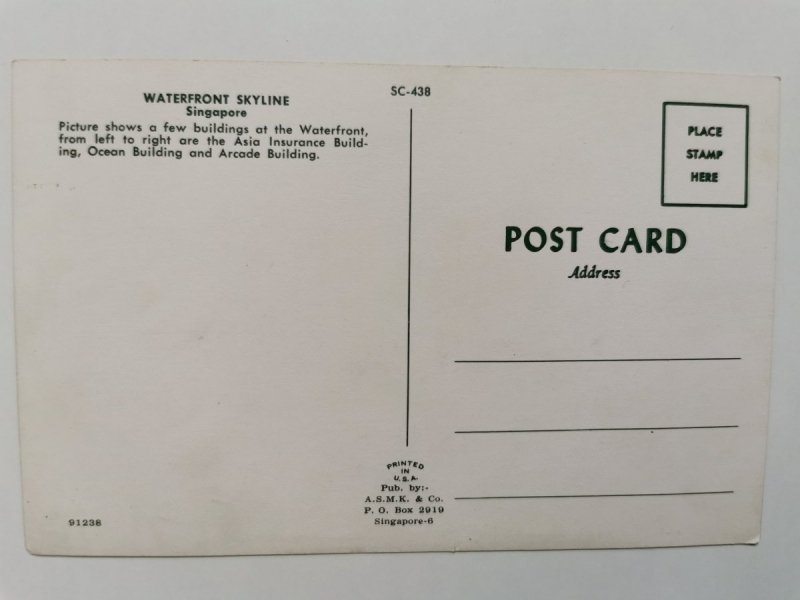 WATERFRONT SKYLINE
Singapore
Picture shows a few buildings at the Waterfront,
from left to right are the Asia Insurance Build-
ing, Ocean Building and Arcade Building.
SC-438
PLACE
STAMP
HERE
POST CARD
Address
PRINTED
IN
U.S.A.
Pub. by:-
A.S.M.K. & Co.
P. O. Box 2919
Singapore-6
91238